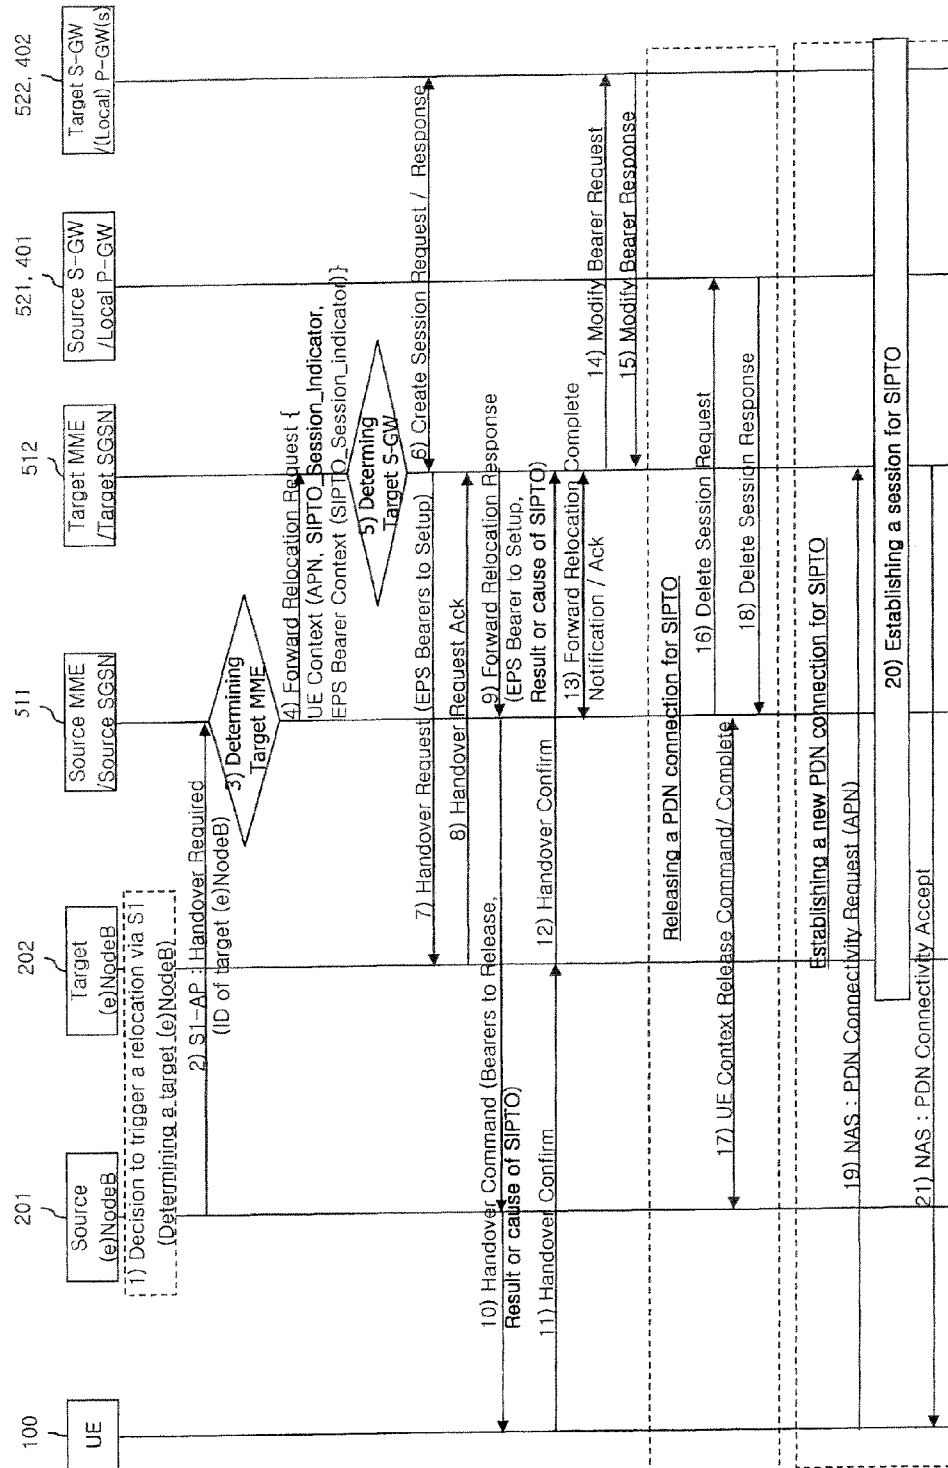 100
UE
201
Source
(e)NodeB
202
Target
(e)NodeB
511
Source MME
/Source SGSN
512
Target MME
/Target SGSN
521, 401
Source S-GW
/Local P-GW
522, 402
Target S-GW
/(Local) P-GW(s)
1) Decision to trigger a relocation via S1
(Determining a target (e)NodeB)
2) S1-AP : Handover Required
(ID of target (e)NodeB)
3) Determining
Target MME
4) Forward Relocation Request {
UE Context (APN, SIPTO_Session_Indicator,
EPS Bearer Context (SIPTO_Session_indicator)}
5) Determining
Target S-GW
6) Create Session Request / Response
7) Handover Request (EPS Bearers to Setup)
8) Handover Request Ack
9) Forward Relocation Response
(EPS Bearer to Setup,
Result or cause of SIPTO)
10) Handover Command (Bearers to Release,
Result or cause of SIPTO)
11) Handover Confirm
12) Handover Confirm
13) Forward Relocation Complete
Notification / Ack
14) Modify Bearer Request
15) Modify Bearer Response
Releasing a PDN connection for SIPTO
16) Delete Session Request
17) UE Context Release Command/ Complete
18) Delete Session Response
Establishing a new PDN connection for SIPTO
19) NAS : PDN Connectivity Request (APN)
20) Establishing a session for SIPTO
21) NAS : PDN Connectivity Accept